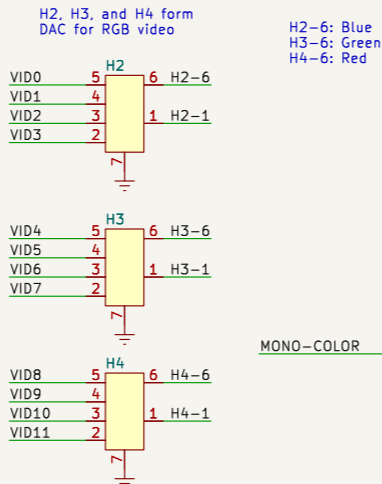 H2, H3, and H4 form
DAC for RGB video
H2-6: Blue
H3-6: Green
H4-6: Red
H2
VID0 5 6 H2-6
VID1 4
VID2 3 1 H2-1
VID3 2
7
H3
VID4 5 6 H3-6
VID5 4
VID6 3 1 H3-1
VID7 2
7
MONO-COLOR
H4
VID8 5 6 H4-6
VID9 4
VID10 3 1 H4-1
VID11 2
7